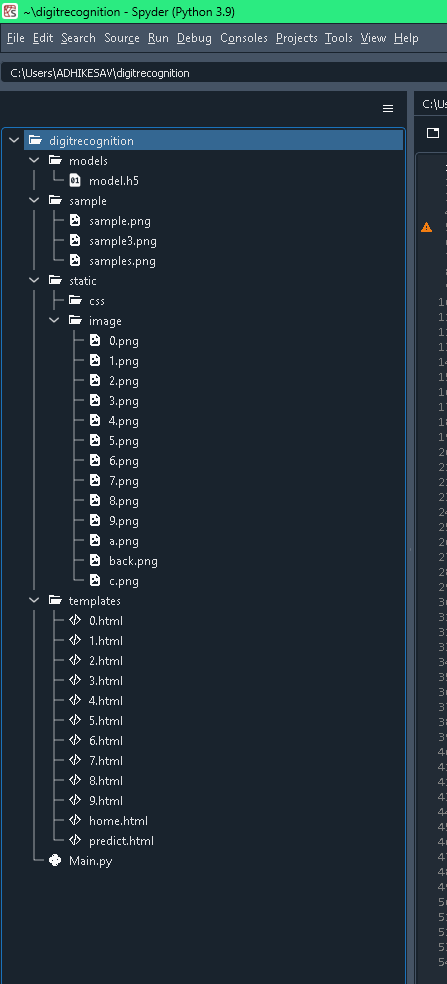 ~\digitrecognition - Spyder (Python 3.9)
File Edit Search Source Run Debug Consoles Projects Tools View Help
C:\Users\ADHIKESAV\digitrecognition
digitrecognition
models
model.h5
sample
sample.png
sample3.png
samples.png
static
css
image
0.png
1.png
2.png
3.png
4.png
5.png
6.png
7.png
8.png
9.png
a.png
back.png
c.png
templates
0.html
1.html
2.html
3.html
4.html
5.html
6.html
7.html
8.html
9.html
home.html
predict.html
Main.py